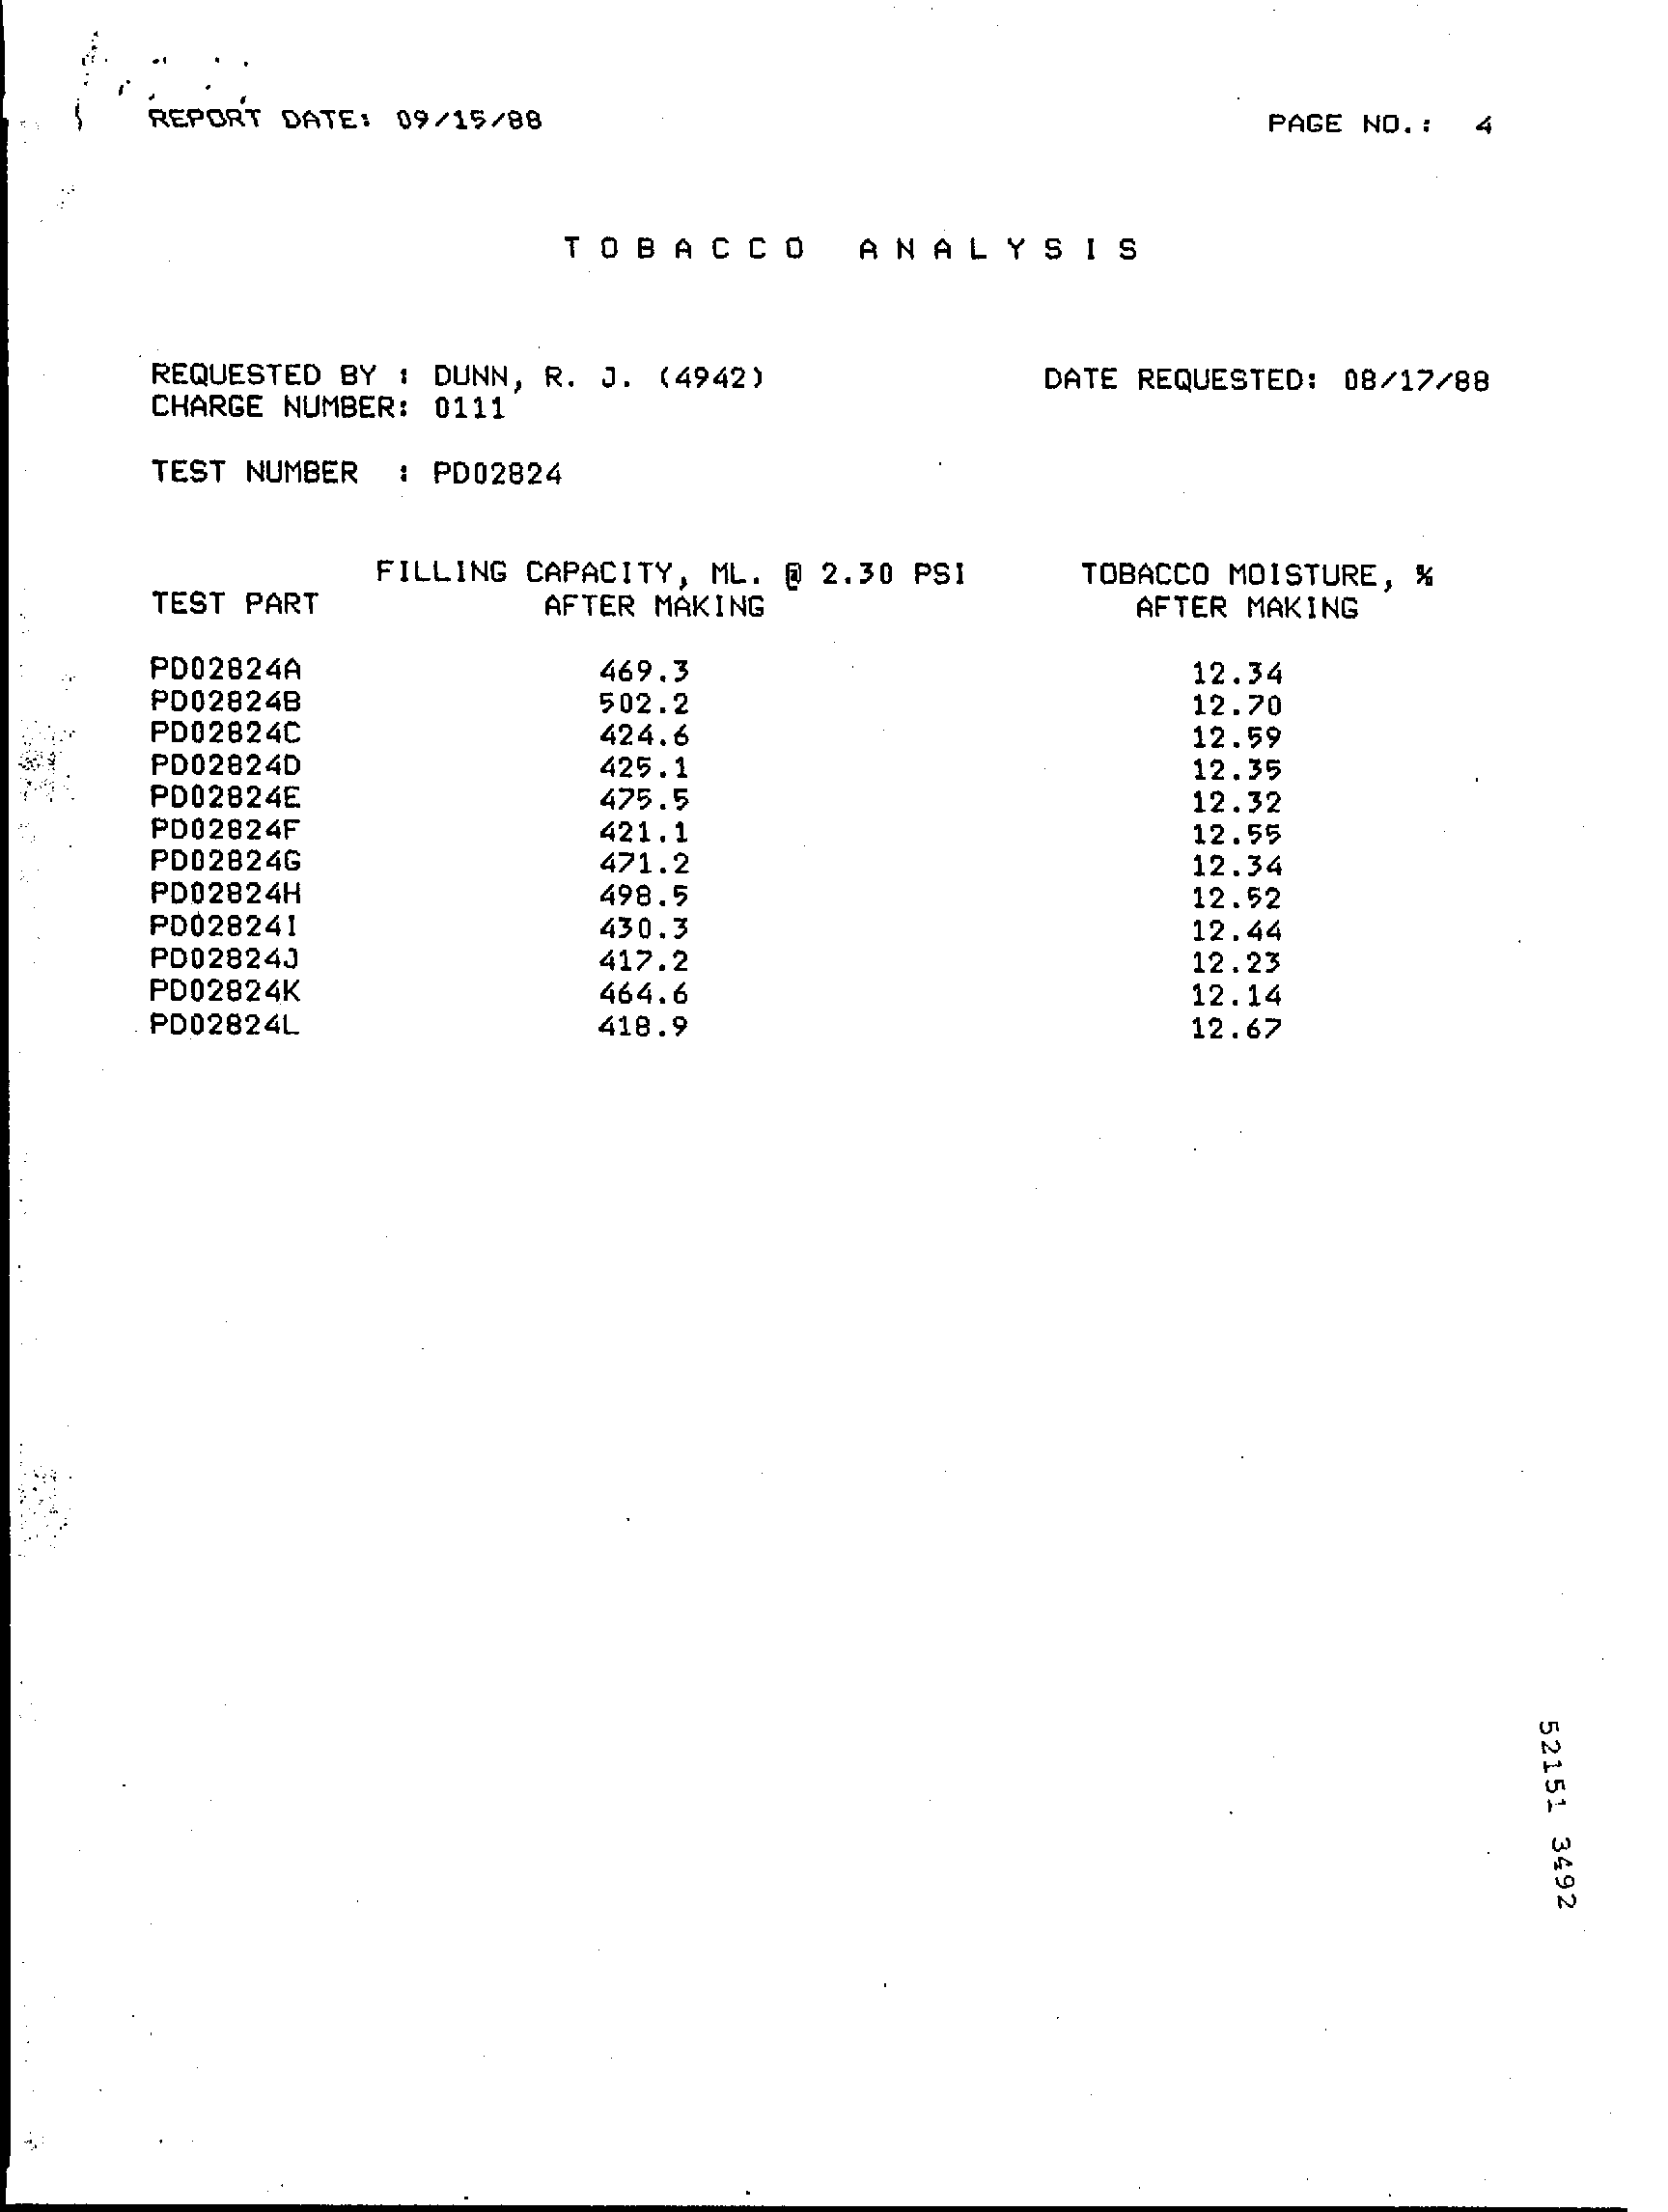 REPORT DATE: 09/15/88 PAGE NO.: 4
T O B A C C O A N A L Y S I S
REQUESTED BY : DUNN, R. J. (4942) DATE REQUESTED: 08/17/88
CHARGE NUMBER: 0111
TEST NUMBER : PD02824
FILLING CAPACITY, ML. @ 2.30 PSI TOBACCO MOISTURE, %
TEST PART AFTER MAKING AFTER MAKING
PD02824A 469.3 12.34
PD02824B 502.2 12.70
PD02824C 424.6 12.59
PD02824D 425.1 12.35
PD02824E 475.5 12.32
PD02824F 421.1 12.55
PD02824G 471.2 12.34
PD02824H 498.5 12.52
PD02824I 430.3 12.44
PD02824J 417.2 12.23
PD02824K 464.6 12.14
PD02824L 418.9 12.67
52151 3492